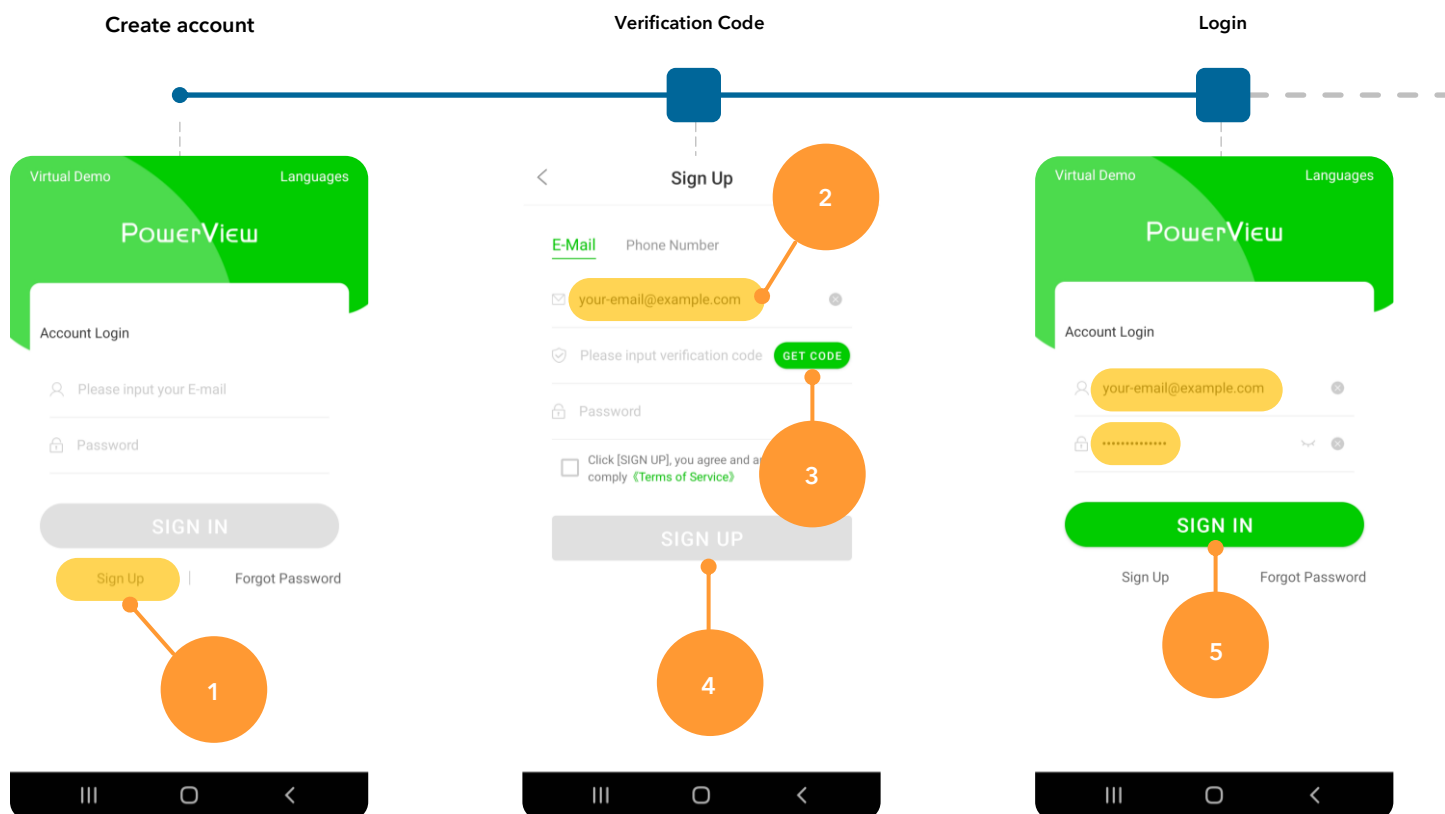 Create account
Verification Code
Login
Virtual Demo
Languages
PowerView
Account Login
Please input your E-mail
Password
SIGN IN
Sign Up
Forgot Password
1
Sign Up
2
E-Mail
Phone Number
your-email@example.com
Please input verification code
GET CODE
Password
Click [SIGN UP], you agree and
comply 《Terms of Service》
3
SIGN UP
4
Virtual Demo
Languages
PowerView
Account Login
your-email@example.com
••••••••••••••
SIGN IN
Sign Up
Forgot Password
5